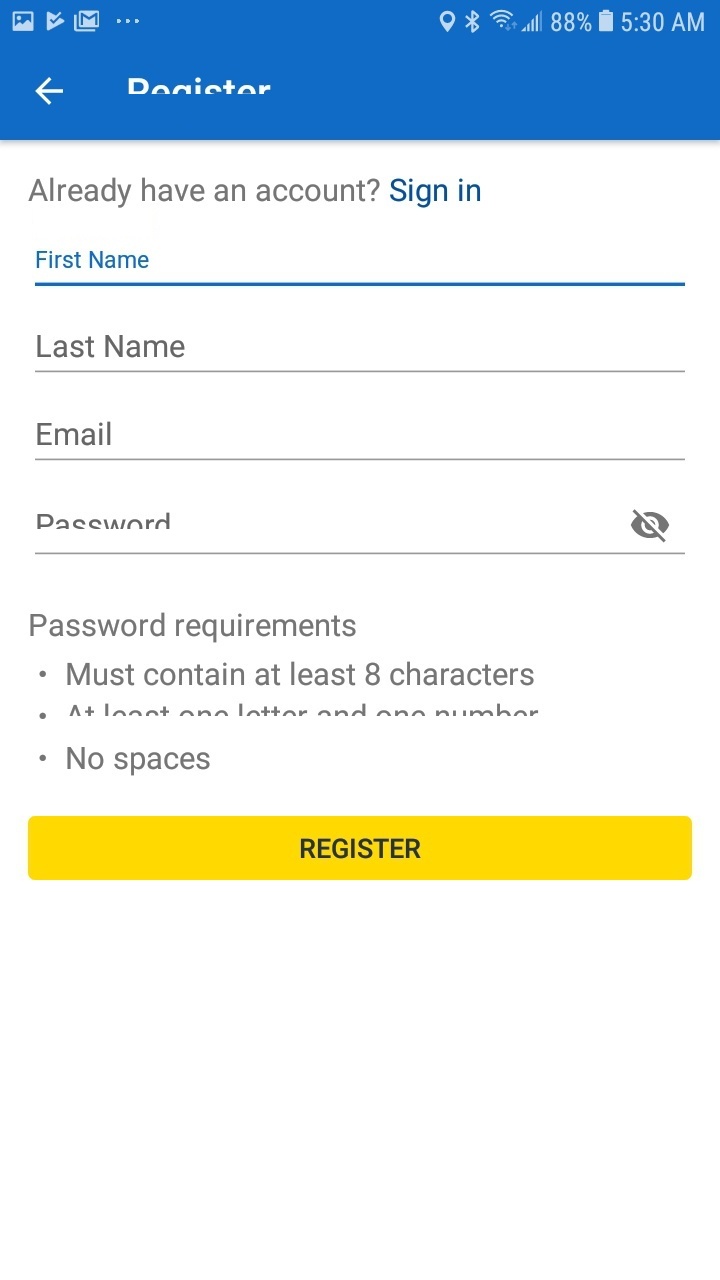 88% 5:30 AM
Register
Already have an account? Sign in
First Name
Last Name
Email
Password
Password requirements
• Must contain at least 8 characters
• At least one letter and one number
• No spaces
REGISTER